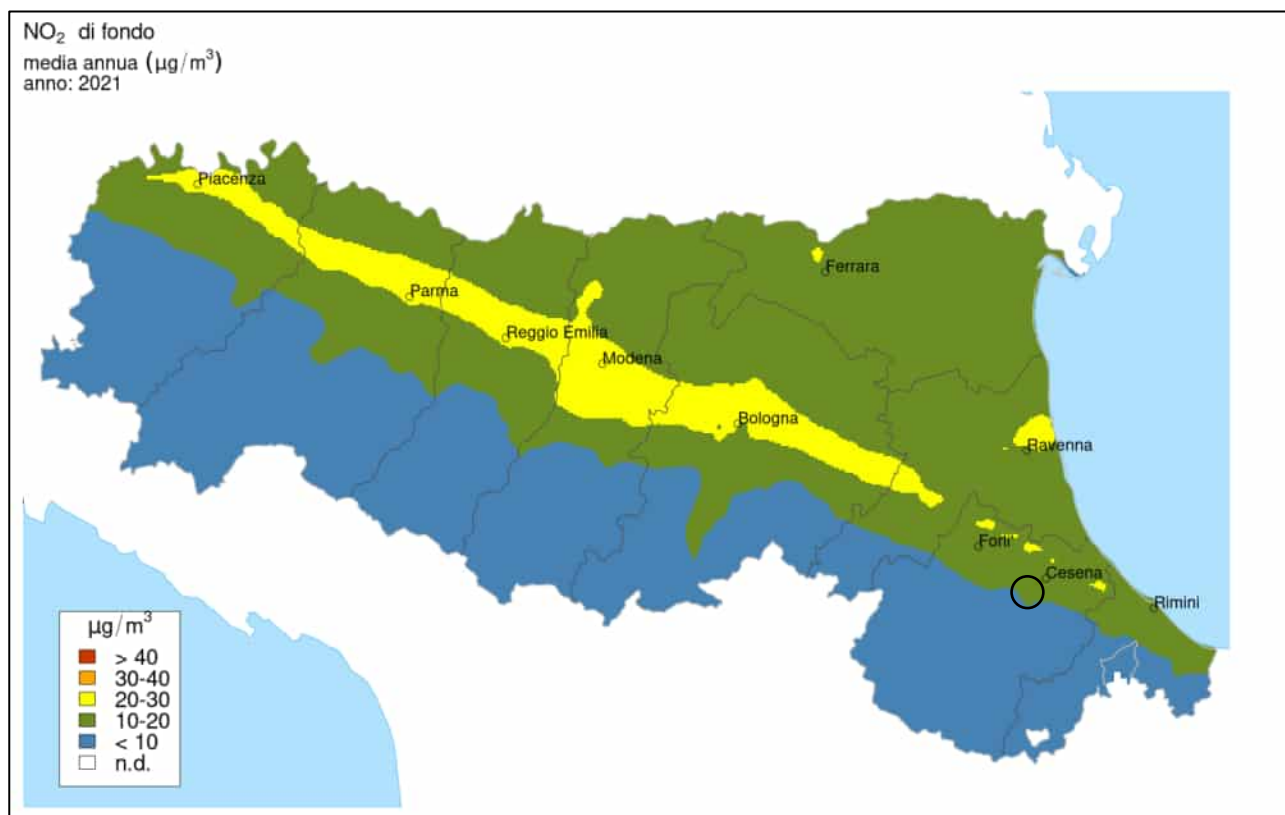 NO₂ di fondo
media annua (µg/m³)
anno: 2021
Piacenza
Parma
Reggio Emilia
Modena
Bologna
Ferrara
Ravenna
Forlì
Cesena
Rimini
µg/m³
> 40
30-40
20-30
10-20
< 10
n.d.